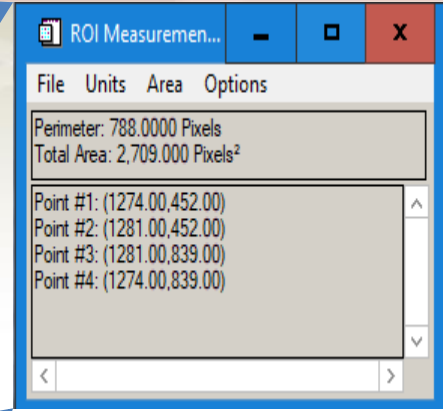 ROI Measuremen...
File Units Area Options
Perimeter: 788.0000 Pixels
Total Area: 2,709.000 Pixels²
Point #1: (1274.00,452.00)
Point #2: (1281.00,452.00)
Point #3: (1281.00,839.00)
Point #4: (1274.00,839.00)